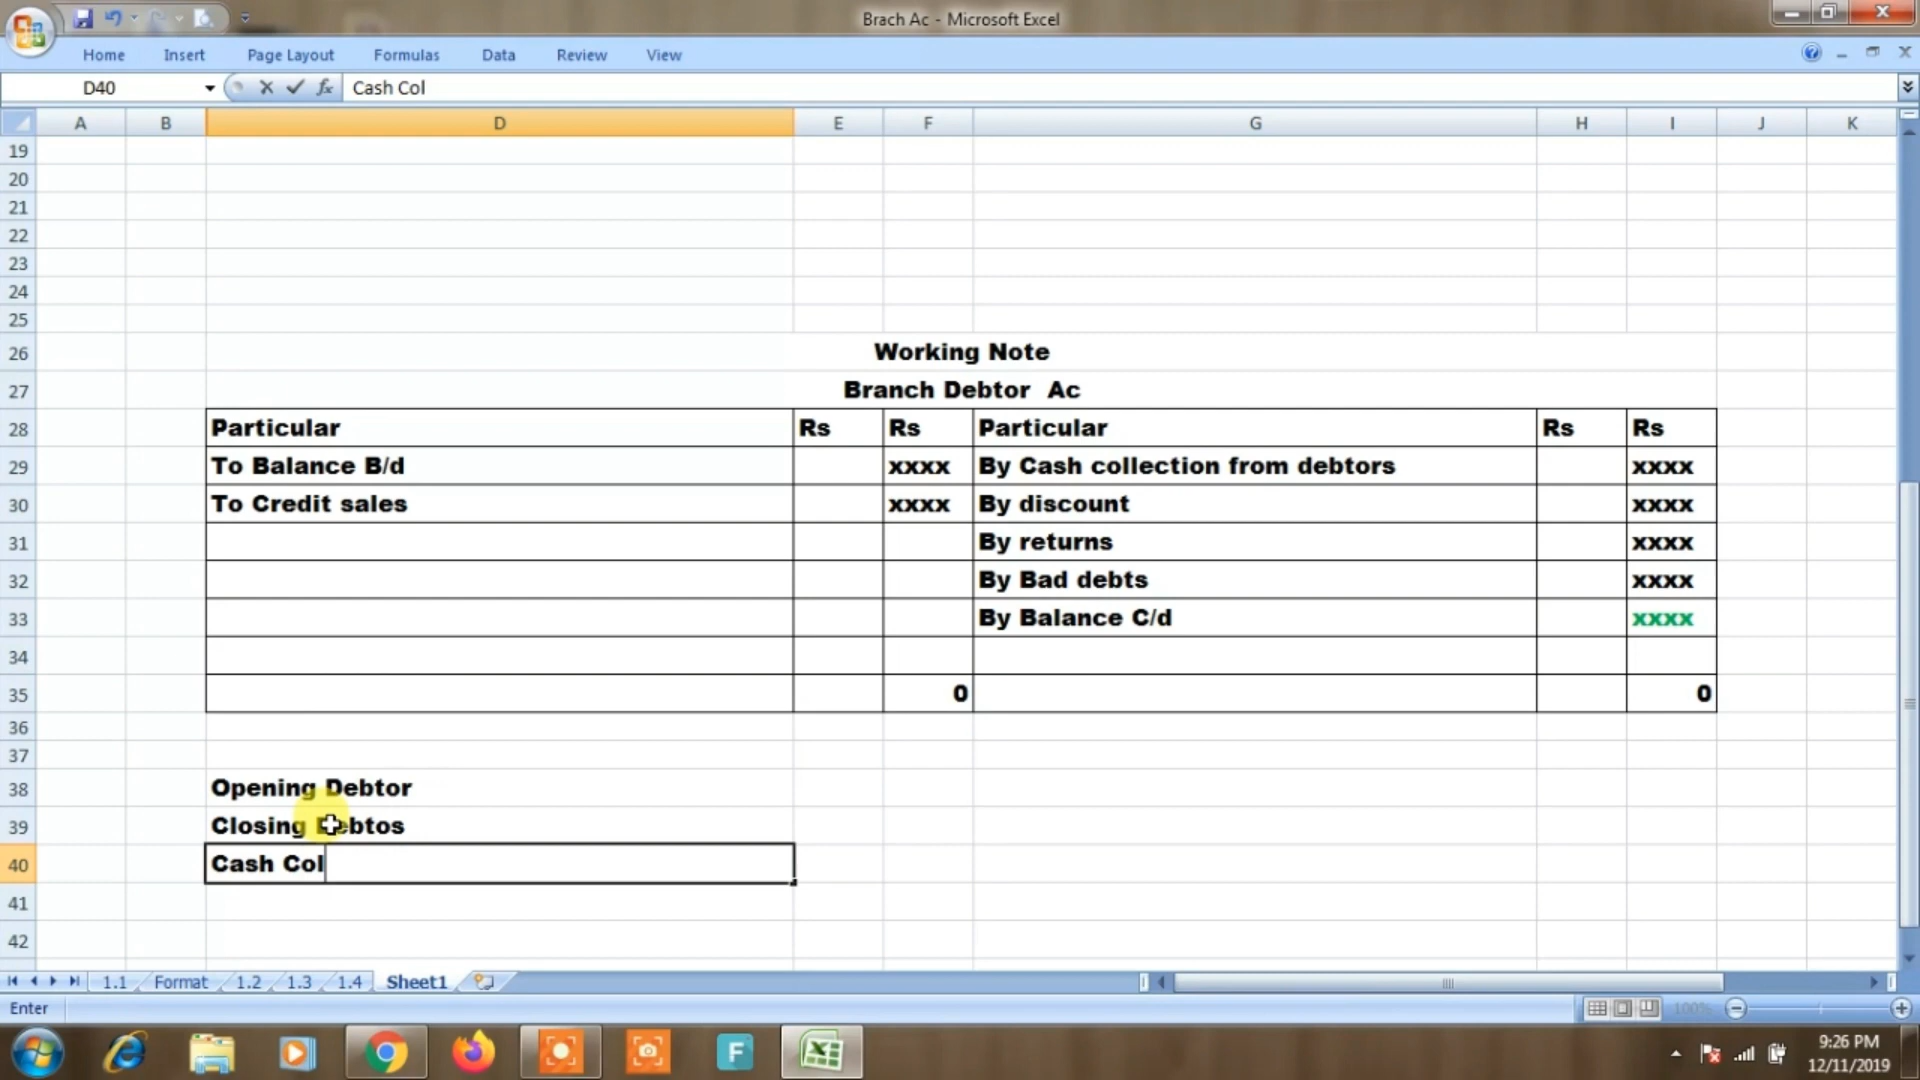 Brach Ac - Microsoft Excel
Home Insert Page Layout Formulas Data Review View
D40 fx Cash Col
A B D E F G H I J K
19
20
21
22
23
24
25
26 Working Note
27 Branch Debtor Ac
28 Particular Rs Rs Particular Rs Rs
29 To Balance B/d xxxx By Cash collection from debtors xxxx
30 To Credit sales xxxx By discount xxxx
31 By returns xxxx
32 By Bad debts xxxx
33 By Balance C/d xxxx
34
35 0 0
36
37
38 Opening Debtor
39 Closing Debtos
40 Cash Col
41
42
1.1 Format 1.2 1.3 1.4 Sheet1
Enter 100%
F
9:26 PM
12/11/2019